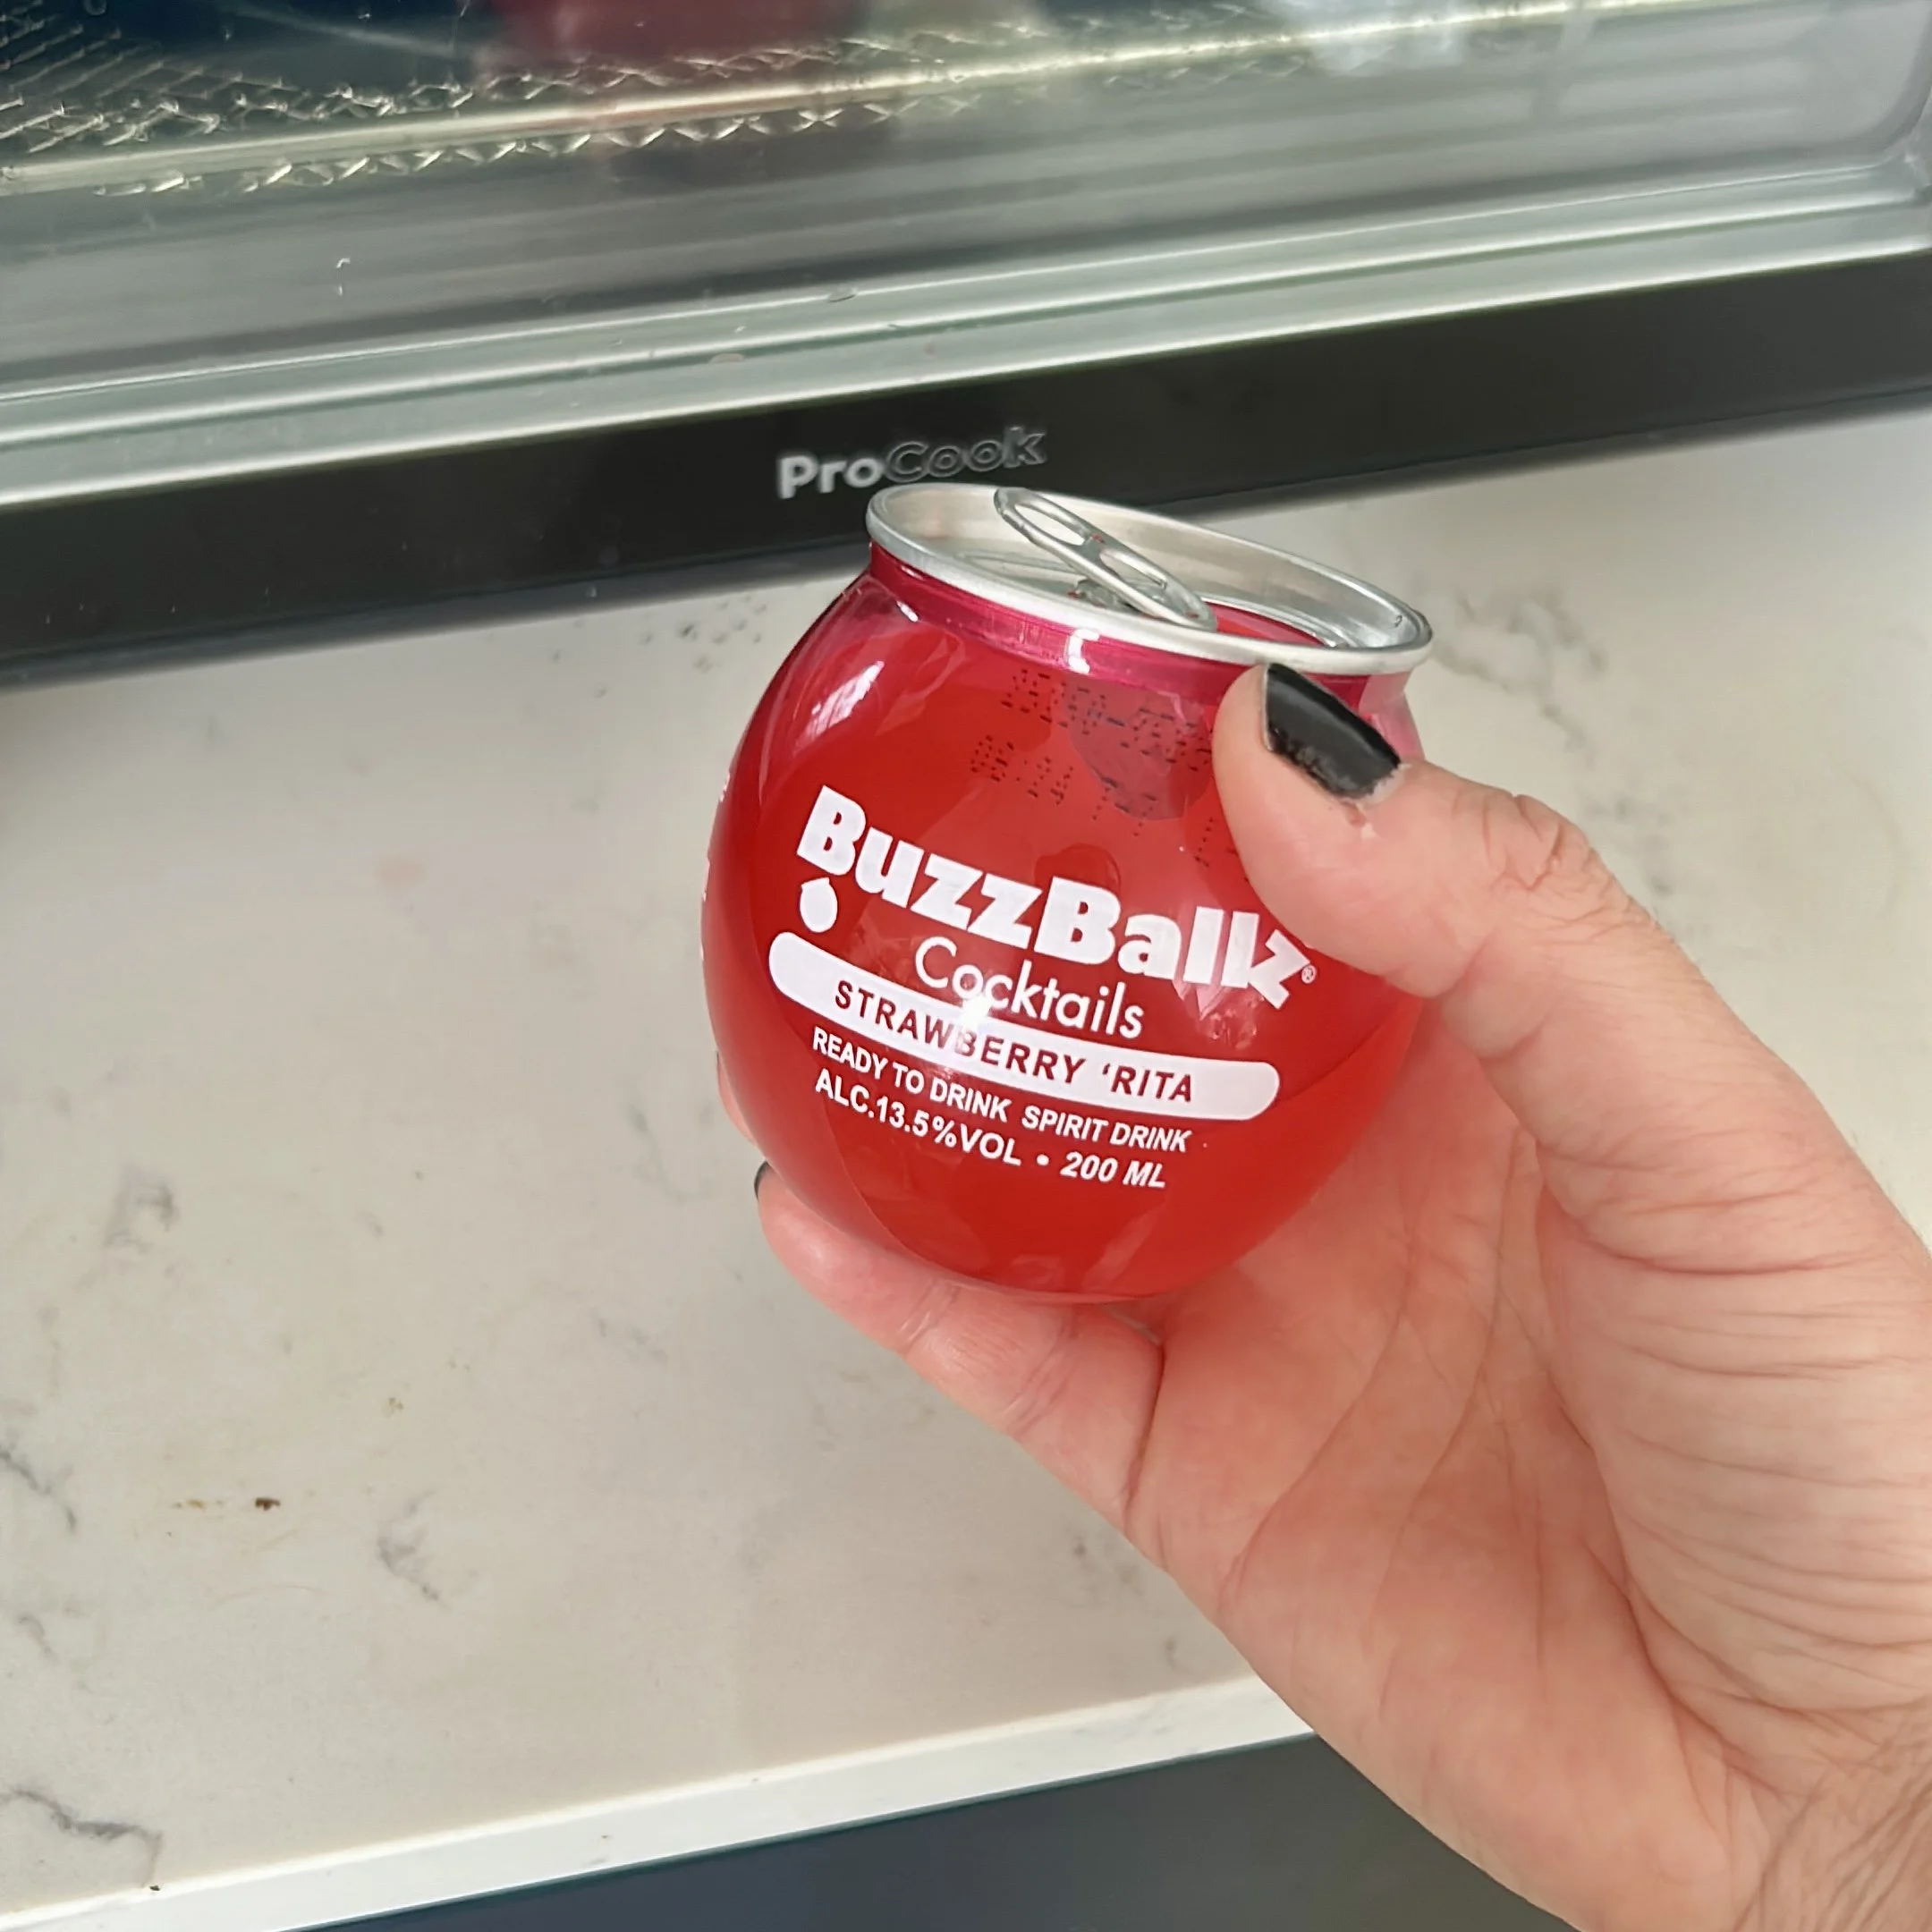 ProCook
BuzzBallz®
Cocktails
STRAWBERRY 'RITA
READY TO DRINK SPIRIT DRINK
ALC.13.5%VOL • 200 ML